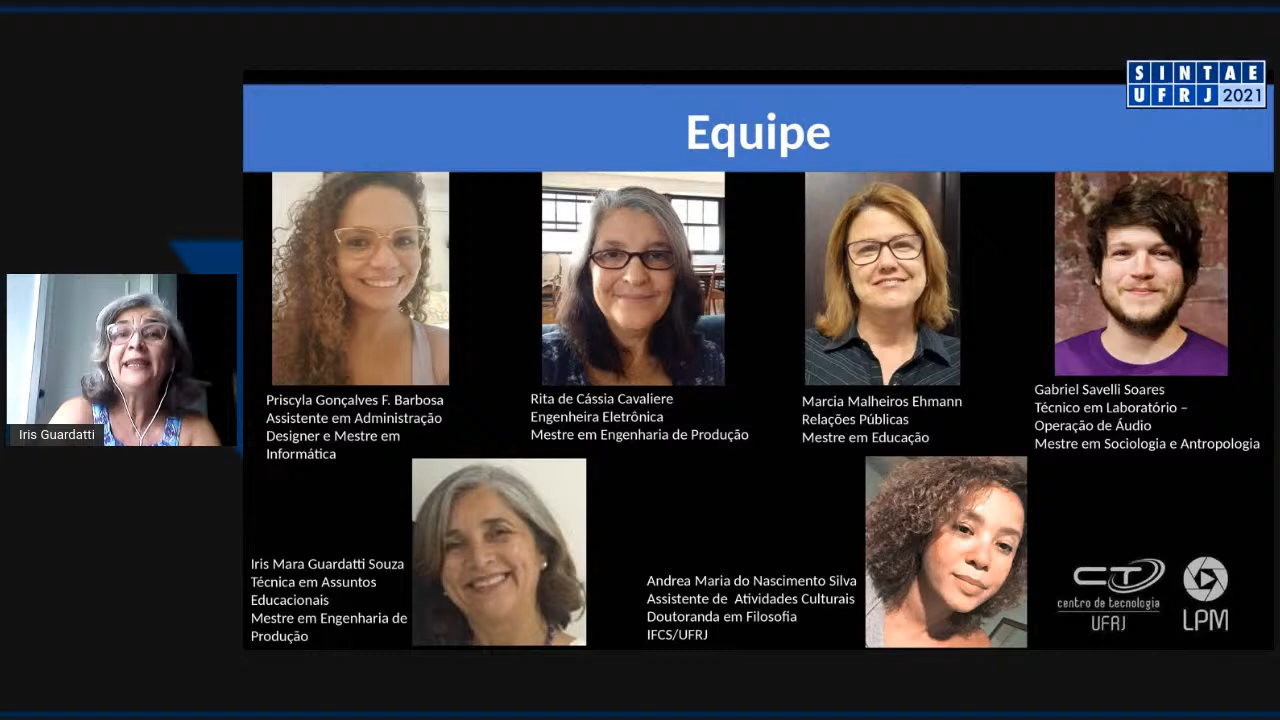 SINTAE
UFRJ 2021
Equipe
Priscyla Gonçalves F. Barbosa
Assistente em Administração
Designer e Mestre em
Informática
Rita de Cássia Cavaliere
Engenheira Eletrônica
Mestre em Engenharia de Produção
Marcia Malheiros Ehmann
Relações Públicas
Mestre em Educação
Gabriel Savelli Soares
Técnico em Laboratório –
Operação de Áudio
Mestre em Sociologia e Antropologia
Iris Guardatti
Iris Mara Guardatti Souza
Técnica em Assuntos
Educacionais
Mestre em Engenharia de
Produção
Andrea Maria do Nascimento Silva
Assistente de Atividades Culturais
Doutoranda em Filosofia
IFCS/UFRJ
CT
centro de tecnologia
UFRJ
LPM